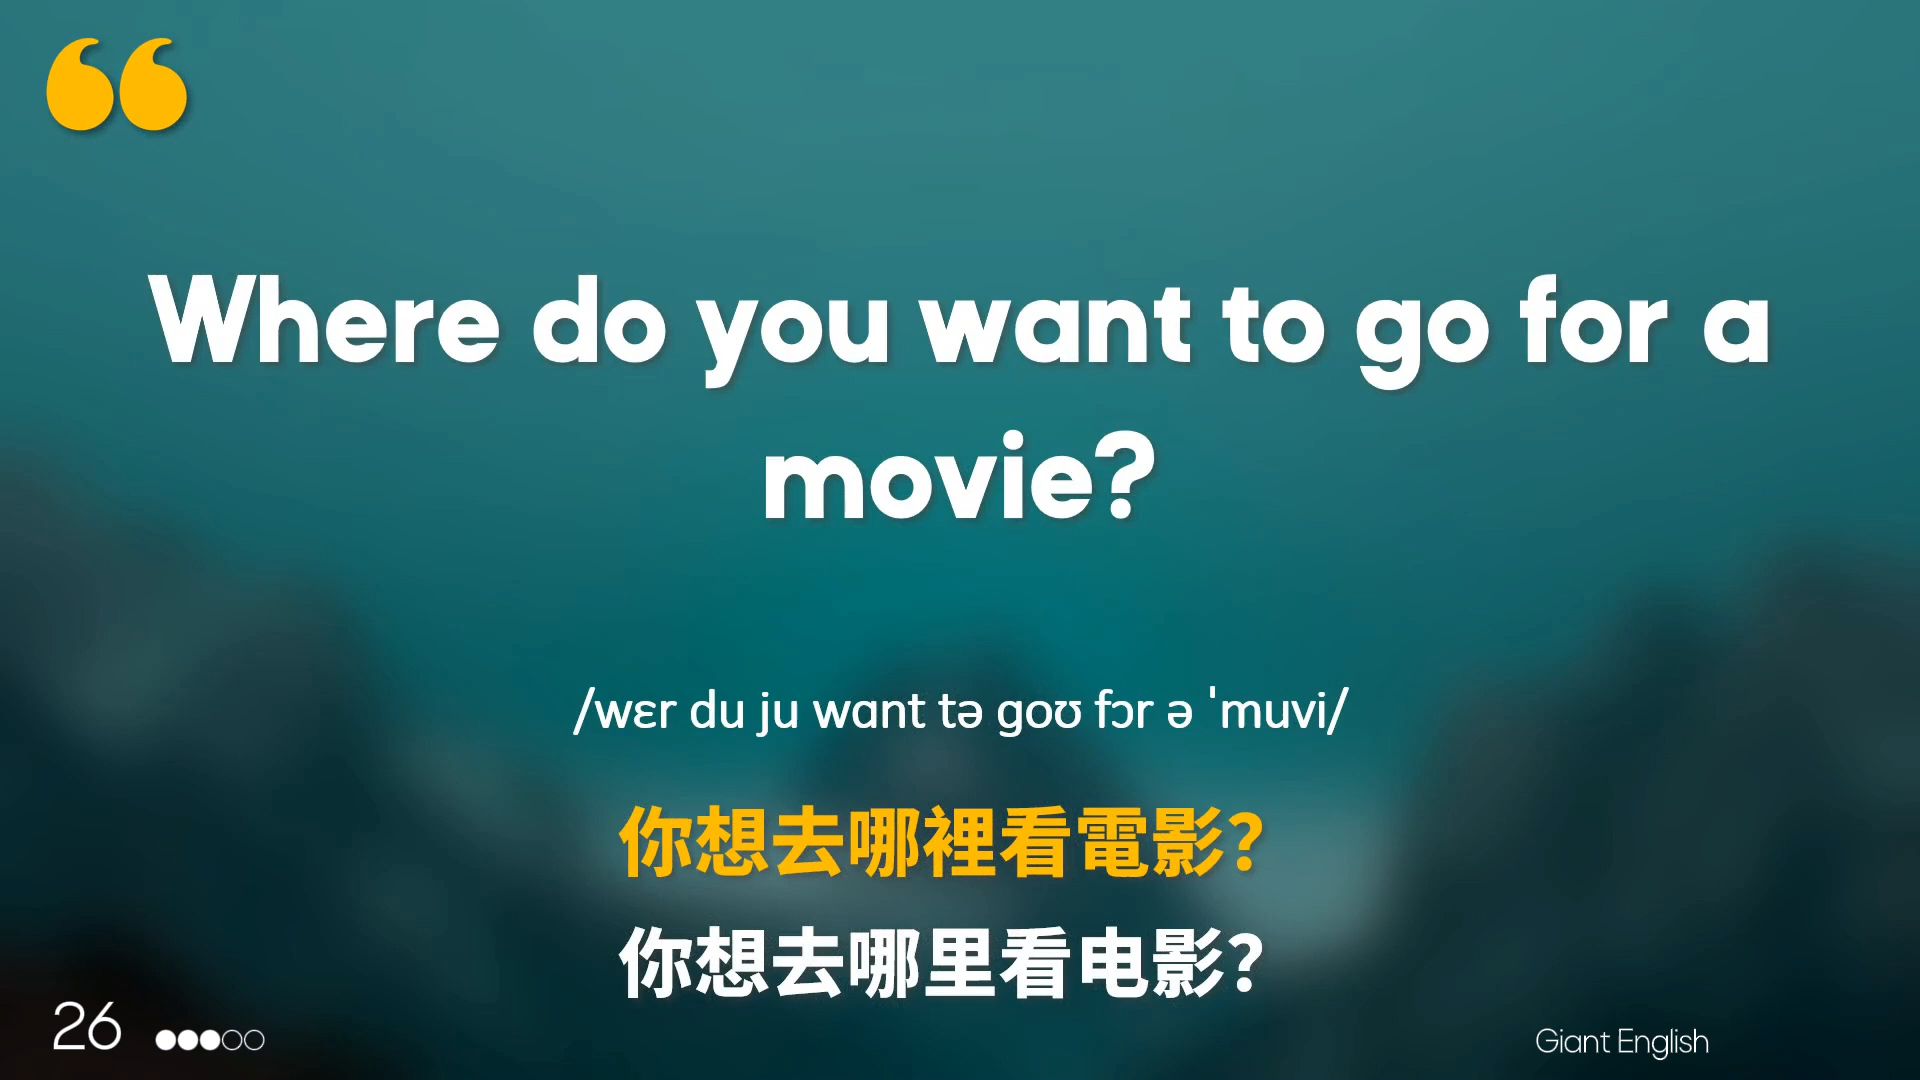 Where do you want to go for a
movie?
/wɛr du ju wɑnt tə goʊ fɔr ə ˈmuvi/
你想去哪裡看電影？
你想去哪里看电影？
26
Giant English